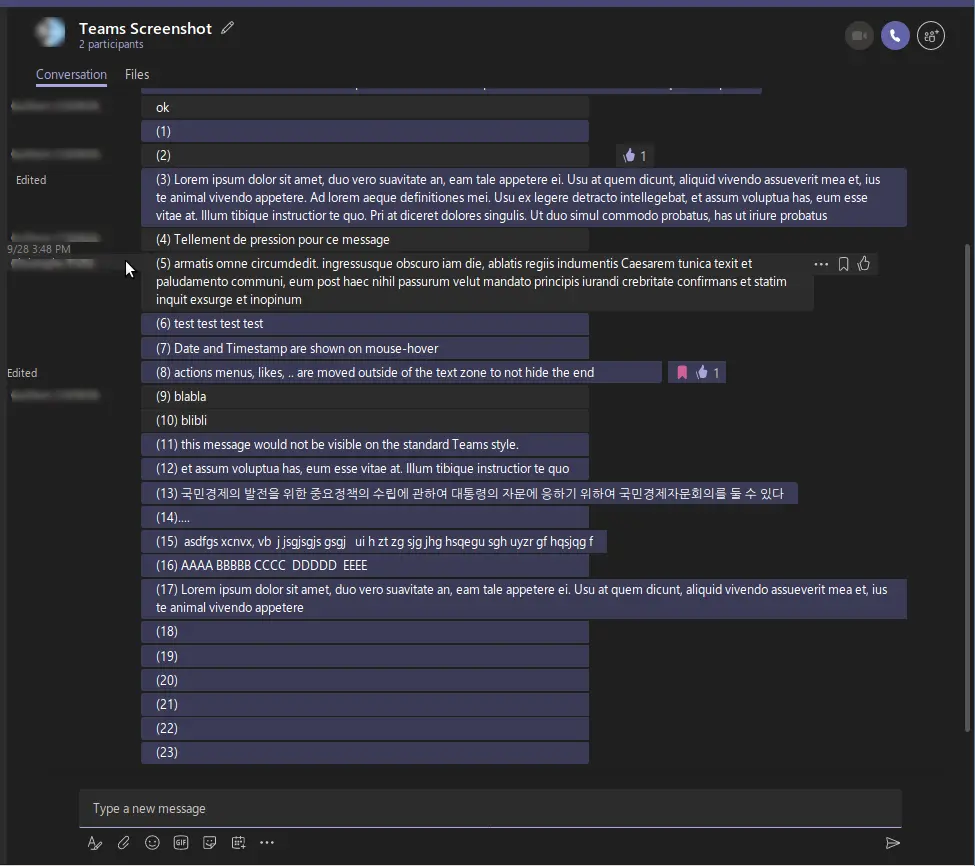 Teams Screenshot
2 participants
Conversation
Files
ok
(1)
(2)
1
Edited
(3) Lorem ipsum dolor sit amet, duo vero suavitate an, eam tale appetere ei. Usu at quem dicunt, aliquid vivendo assueverit mea et, ius
te animal vivendo appetere. Ad lorem aeque definitiones mei. Usu ex legere detracto intellegebat, et assum voluptua has, eum esse
vitae at. Illum tibique instructior te quo. Pri at diceret dolores singulis. Ut duo simul commodo probatus, has ut iriure probatus
(4) Tellement de pression pour ce message
9/28 3:48 PM
(5) armatis omne circumdedit. ingressusque obscuro iam die, ablatis regiis indumentis Caesarem tunica texit et
paludamento communi, eum post haec nihil passurum velut mandato principis iurandi crebritate confirmans et statim
inquit exsurge et inopinum
(6) test test test test
(7) Date and Timestamp are shown on mouse-hover
Edited
(8) actions menus, likes, .. are moved outside of the text zone to not hide the end
1
(9) blabla
(10) blibli
(11) this message would not be visible on the standard Teams style.
(12) et assum voluptua has, eum esse vitae at. Illum tibique instructior te quo
(13) 국민경제의 발전을 위한 중요정책의 수립에 관하여 대통령의 자문에 응하기 위하여 국민경제자문회의를 둘 수 있다
(14)....
(15)  asdfgs xcnvx, vb  j jsgjsgjs gsgj   ui h zt zg sjg jhg hsqegu sgh uyzr gf hqsjqg f
(16) AAAA BBBBB CCCC  DDDDD  EEEE
(17) Lorem ipsum dolor sit amet, duo vero suavitate an, eam tale appetere ei. Usu at quem dicunt, aliquid vivendo assueverit mea et, ius
te animal vivendo appetere
(18)
(19)
(20)
(21)
(22)
(23)
Type a new message
GIF